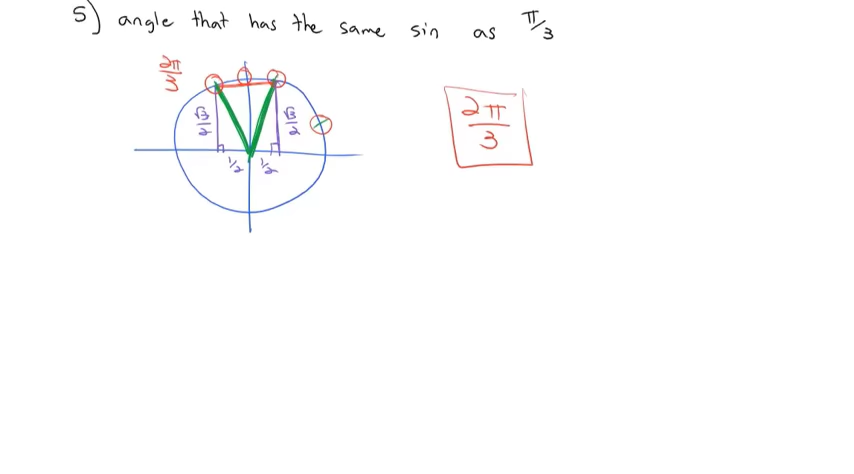 5) angle that has the same sin as π/3
2π/3
√3/2
√3/2
1/2
1/2
2π/3